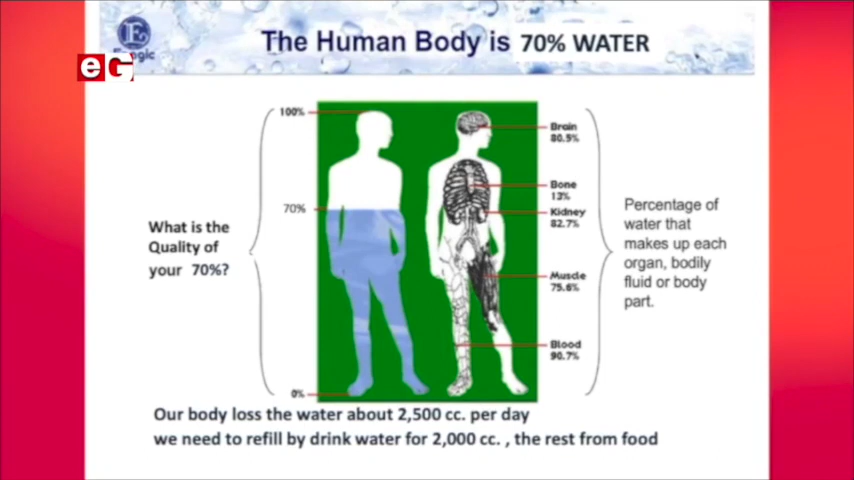 The Human Body is 70% WATER
eG
100%
70%
0%
What is the
Quality of
your 70%?
Brain
80.5%
Bone
13%
Kidney
82.7%
Muscle
75.6%
Blood
90.7%
Percentage of
water that
makes up each
organ, bodily
fluid or body
part.
Our body loss the water about 2,500 cc. per day
we need to refill by drink water for 2,000 cc. , the rest from food